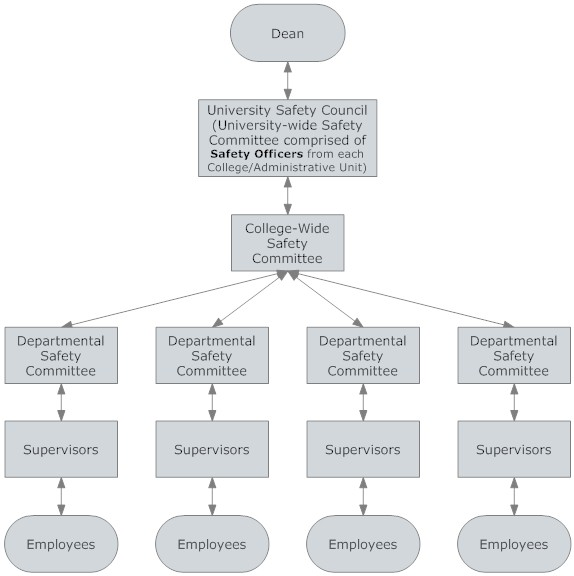 Dean
University Safety Council
(University-wide Safety
Committee comprised of
Safety Officers from each
College/Administrative Unit)
College-Wide
Safety
Committee
Departmental
Safety
Committee
Departmental
Safety
Committee
Departmental
Safety
Committee
Departmental
Safety
Committee
Supervisors
Supervisors
Supervisors
Supervisors
Employees
Employees
Employees
Employees